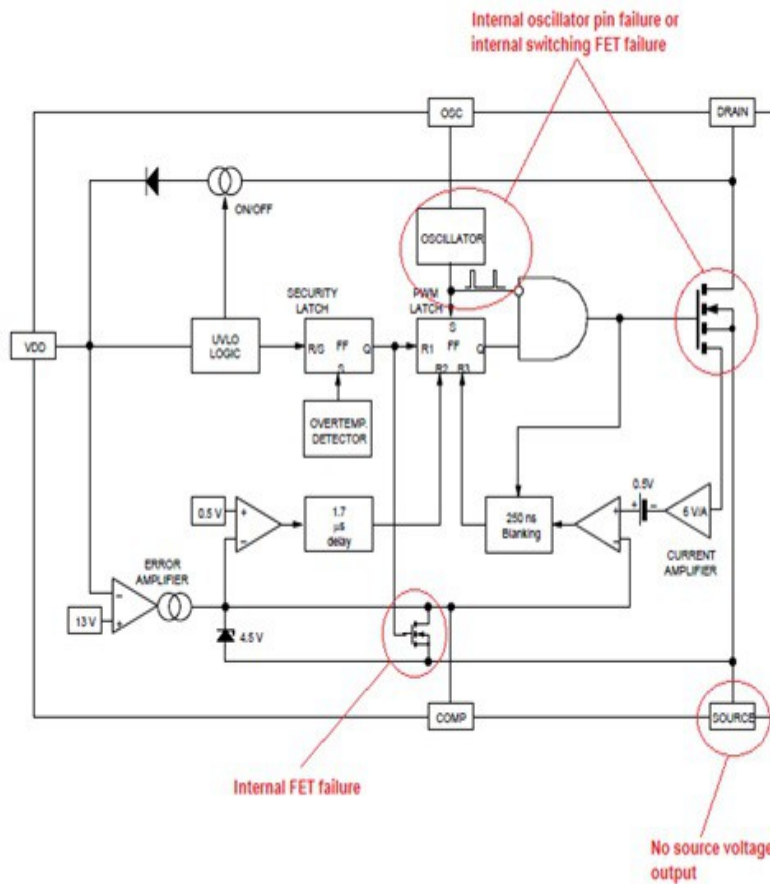 Internal oscillator pin failure or
internal switching FET failure
OSC
DRAIN
ON/OFF
OSCILLATOR
SECURITY
LATCH
PWM
LATCH
VDD
UVLO
LOGIC
R/S
FF
Q
S
R1
S
FF
Q
R2
R3
OVERTEMP.
DETECTOR
0.5 V
+
-
1.7
µs
delay
250 ns
Blanking
+
-
0.5V
+
-
6 V/A
CURRENT
AMPLIFIER
ERROR
AMPLIFIER
-
+
13 V
4.5 V
COMP
SOURCE
Internal FET failure
No source voltage
output